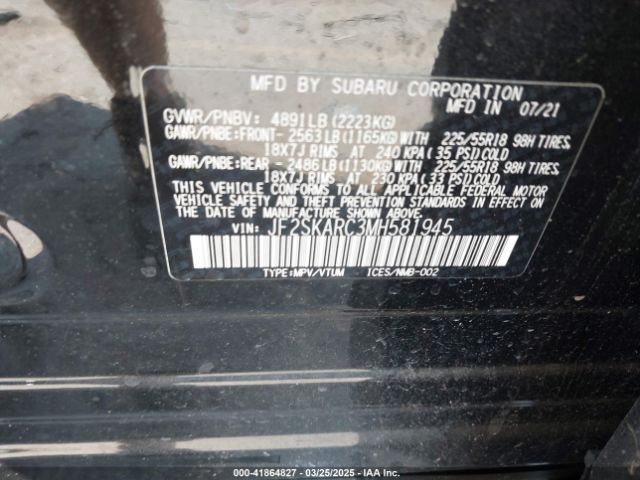 MFD BY SUBARU CORPORATION
MFD IN 07/21
GVWR/PNBV: 4891LB(2223KG)
GAWR/PNBE:FRONT- 2563LB(1165KG)WITH 225/55R18 98H TIRES,
18X7J RIMS AT 240 KPA(35 PSI)COLD
GAWR/PNBE:REAR - 2486LB(1130KG)WITH 225/55R18 98H TIRES,
18X7J RIMS AT 230 KPA(33 PSI)COLD
THIS VEHICLE CONFORMS TO ALL APPLICABLE FEDERAL MOTOR
VEHICLE SAFETY AND THEFT PREVENTION STANDARDS IN EFFECT
ON THE DATE OF MANUFACTURE SHOWN ABOVE.
VIN: JF2SKARC3MH581945
TYPE:MPV/VTUM ICES/NMB-002
000-41864827 - 03/25/2025 - IAA Inc.